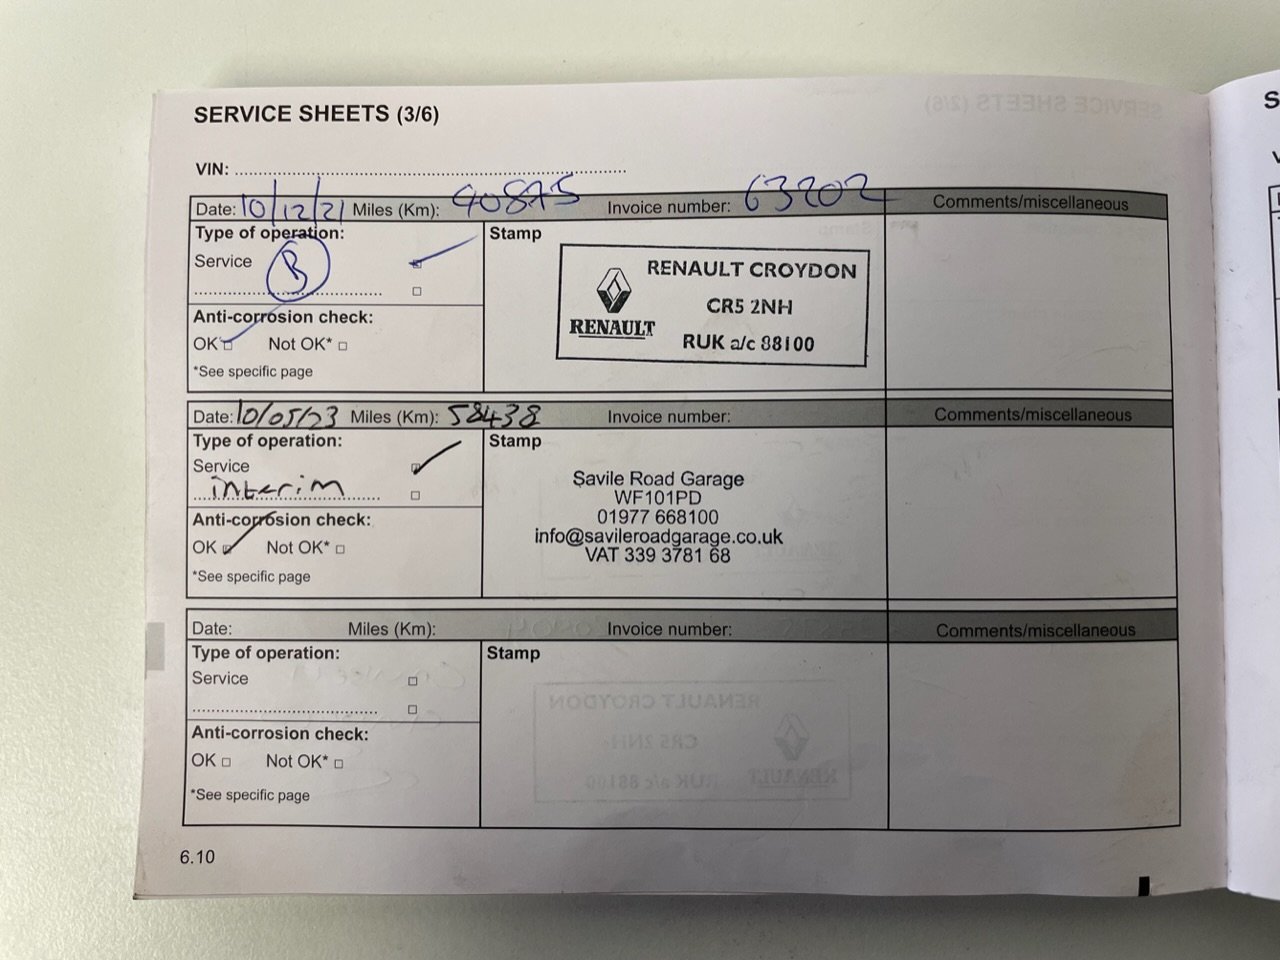 SERVICE SHEETS (3/6)
VIN:
Date: 10/12/21 Miles (Km): 40875 Invoice number: 63202 Comments/miscellaneous
Type of operation:
Service
B
Stamp
RENAULT CROYDON
CR5 2NH
RENAULT
RUK a/c 88100
Anti-corrosion check:
OK Not OK*
*See specific page
Date: 10/05/23 Miles (Km): 58438 Invoice number: Comments/miscellaneous
Type of operation:
Service
interim
Stamp
Savile Road Garage
WF101PD
01977 668100
info@savileroadgarage.co.uk
VAT 339 3781 68
Anti-corrosion check:
OK Not OK*
*See specific page
Date: Miles (Km): Invoice number: Comments/miscellaneous
Type of operation:
Service
Stamp
Anti-corrosion check:
OK Not OK*
*See specific page
6.10